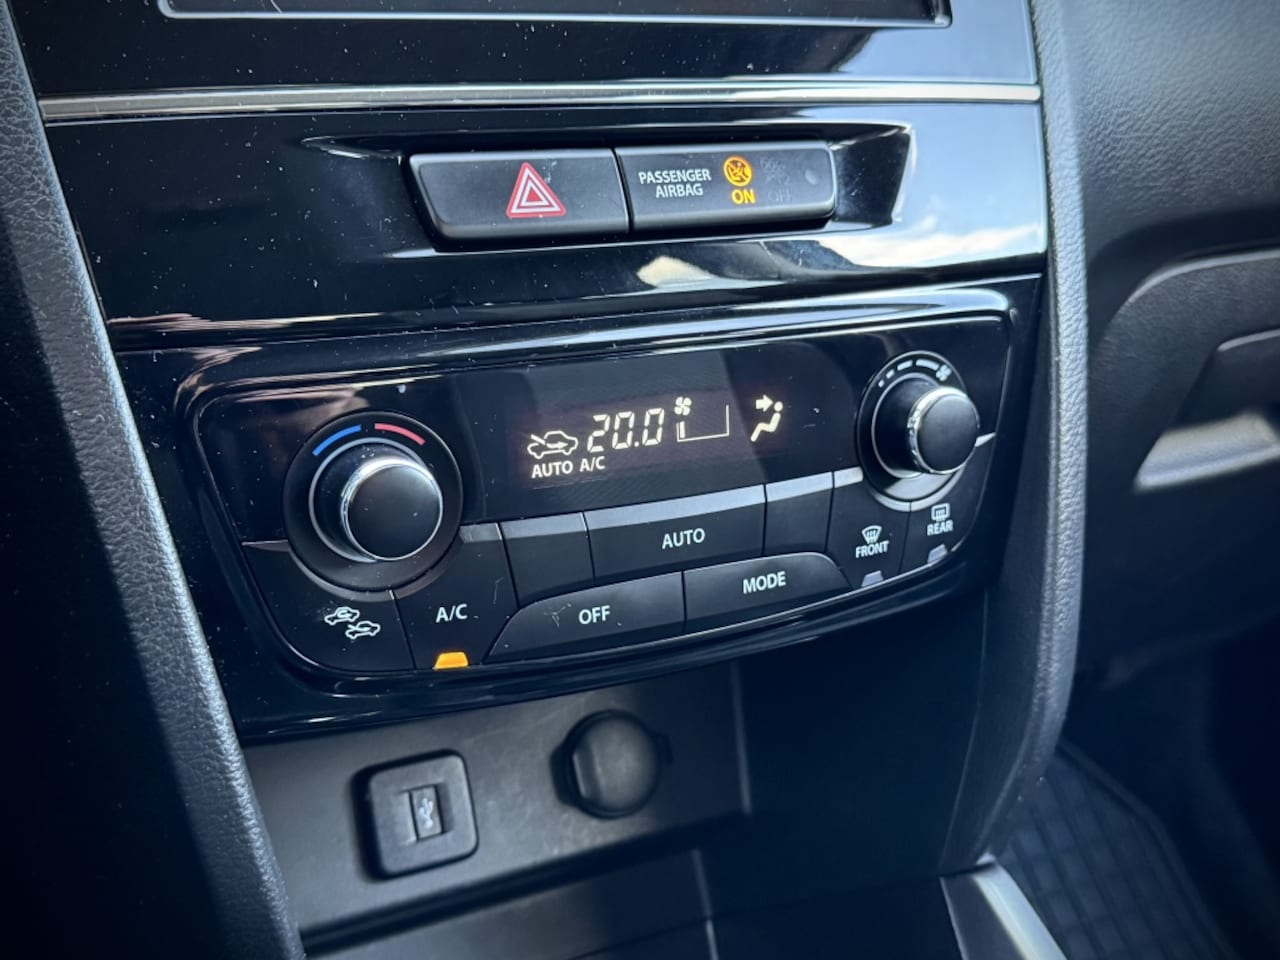 PASSENGER
AIRBAG
ON
OFF
20.0
AUTO A/C
AUTO
A/C
OFF
MODE
FRONT
REAR